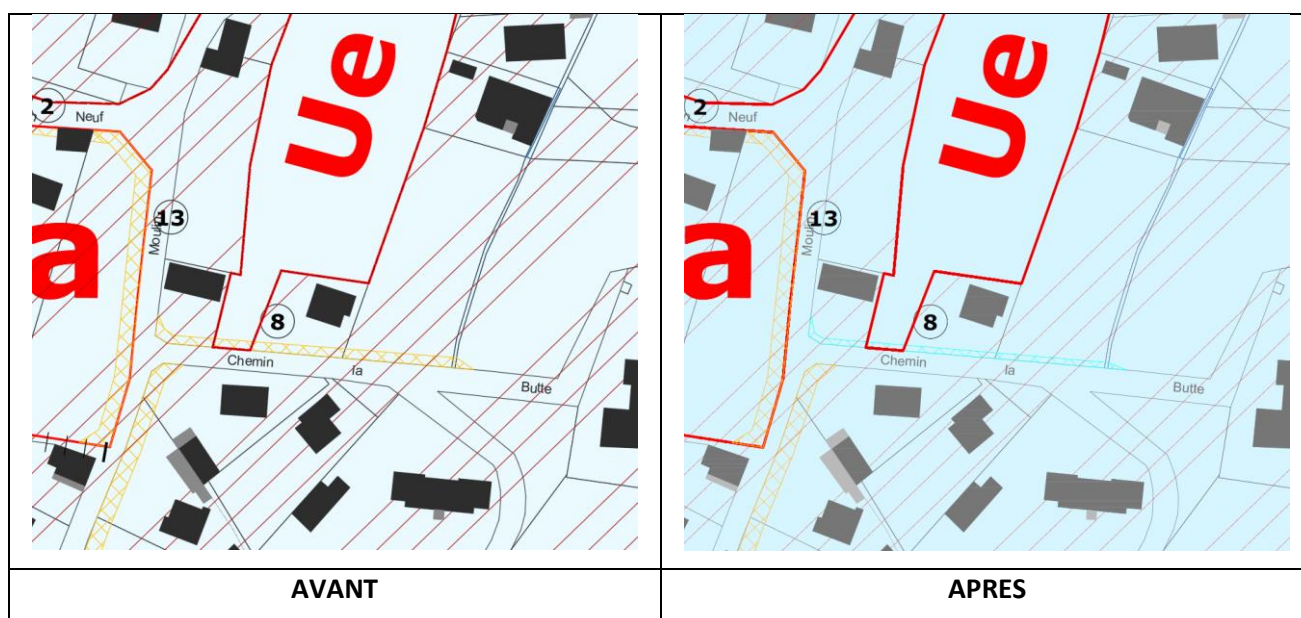 Ue
2
Neuf
13
Moulin
a
8
Chemin
la
Butte
AVANT
Ue
2
Neuf
13
Moulin
a
8
Chemin
la
Butte
APRES